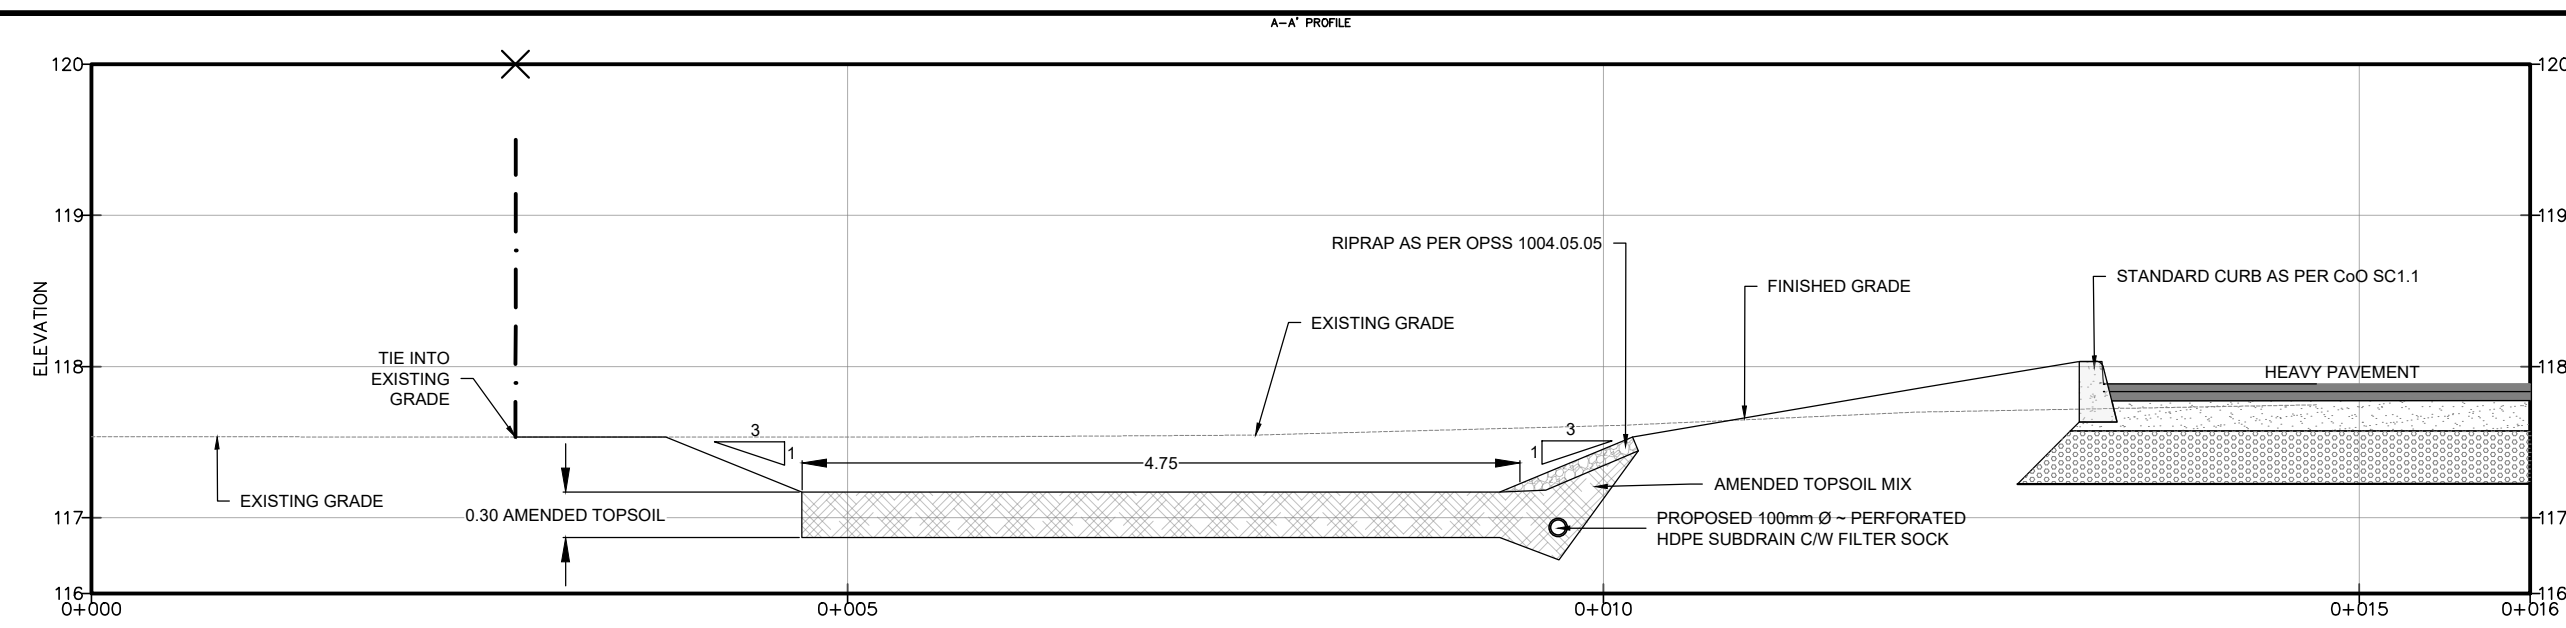 A-A' PROFILE
120
120
119
119
RIPRAP AS PER OPSS 1004.05.05
STANDARD CURB AS PER CoO SC1.1
FINISHED GRADE
EXISTING GRADE
ELEVATION
TIE INTO
EXISTING
GRADE
118
118
HEAVY PAVEMENT
3
1
3
1
4.75
EXISTING GRADE
AMENDED TOPSOIL MIX
0.30 AMENDED TOPSOIL
117
117
PROPOSED 100mm Ø ~ PERFORATED
HDPE SUBDRAIN C/W FILTER SOCK
116
116
0+000
0+005
0+010
0+015
0+016